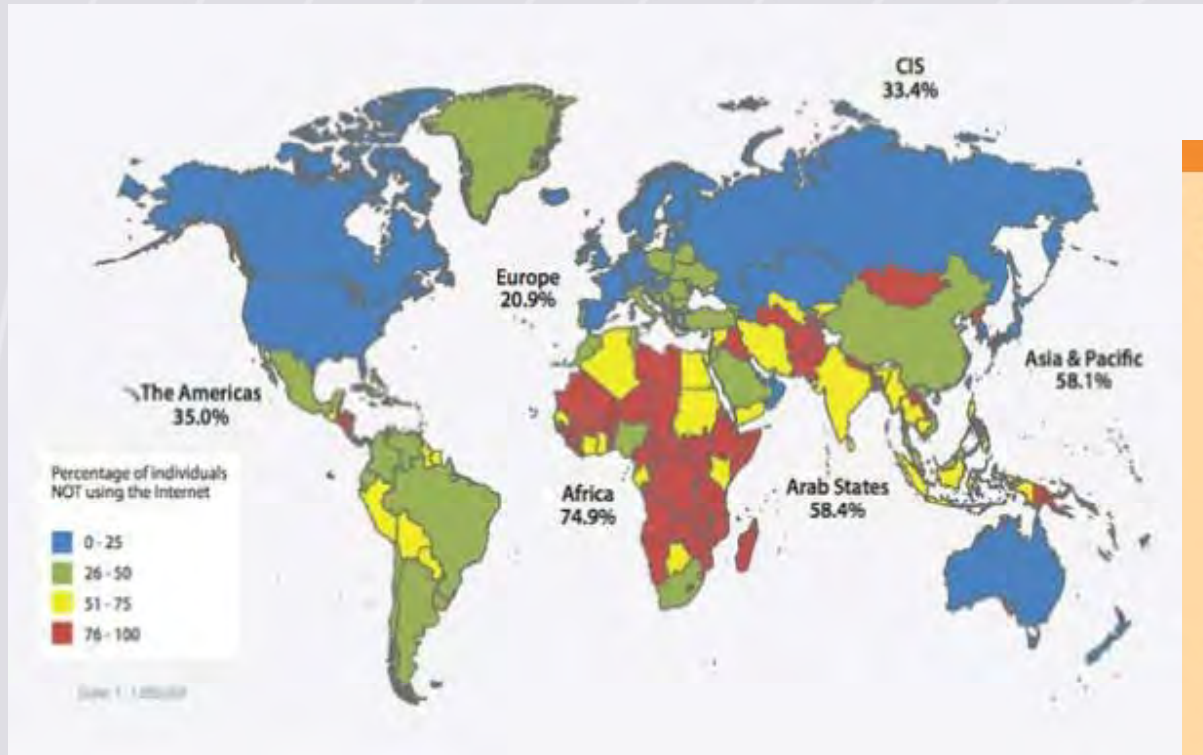 CIS
33.4%
Europe
20.9%
Asia & Pacific
58.1%
The Americas
35.0%
Africa
74.9%
Arab States
58.4%
Percentage of individuals
NOT using the Internet
0 - 25
26 - 50
51 - 75
76 - 100